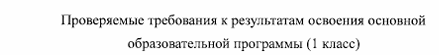 Проверяемые требования к результатам освоения основной
образовательной программы (1 класс)